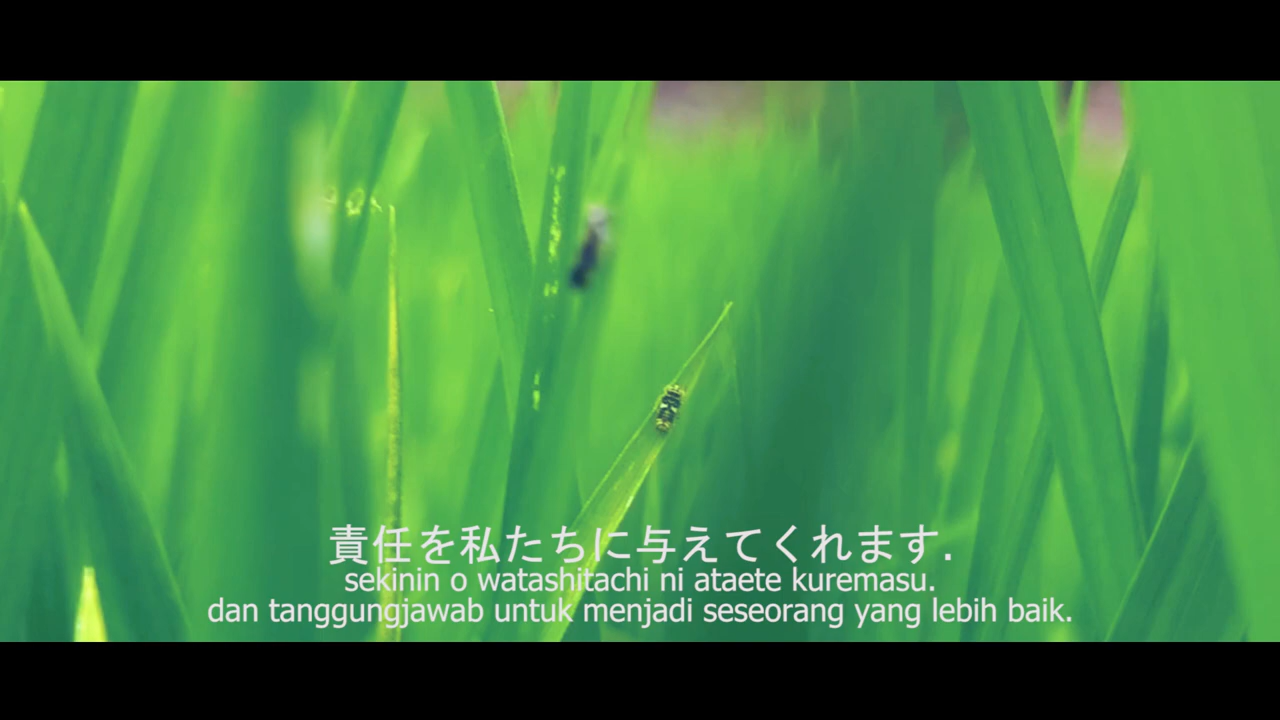 責任を私たちに与えてくれます.
sekinin o watashitachi ni ataete kuremasu.
dan tanggungjawab untuk menjadi seseorang yang lebih baik.